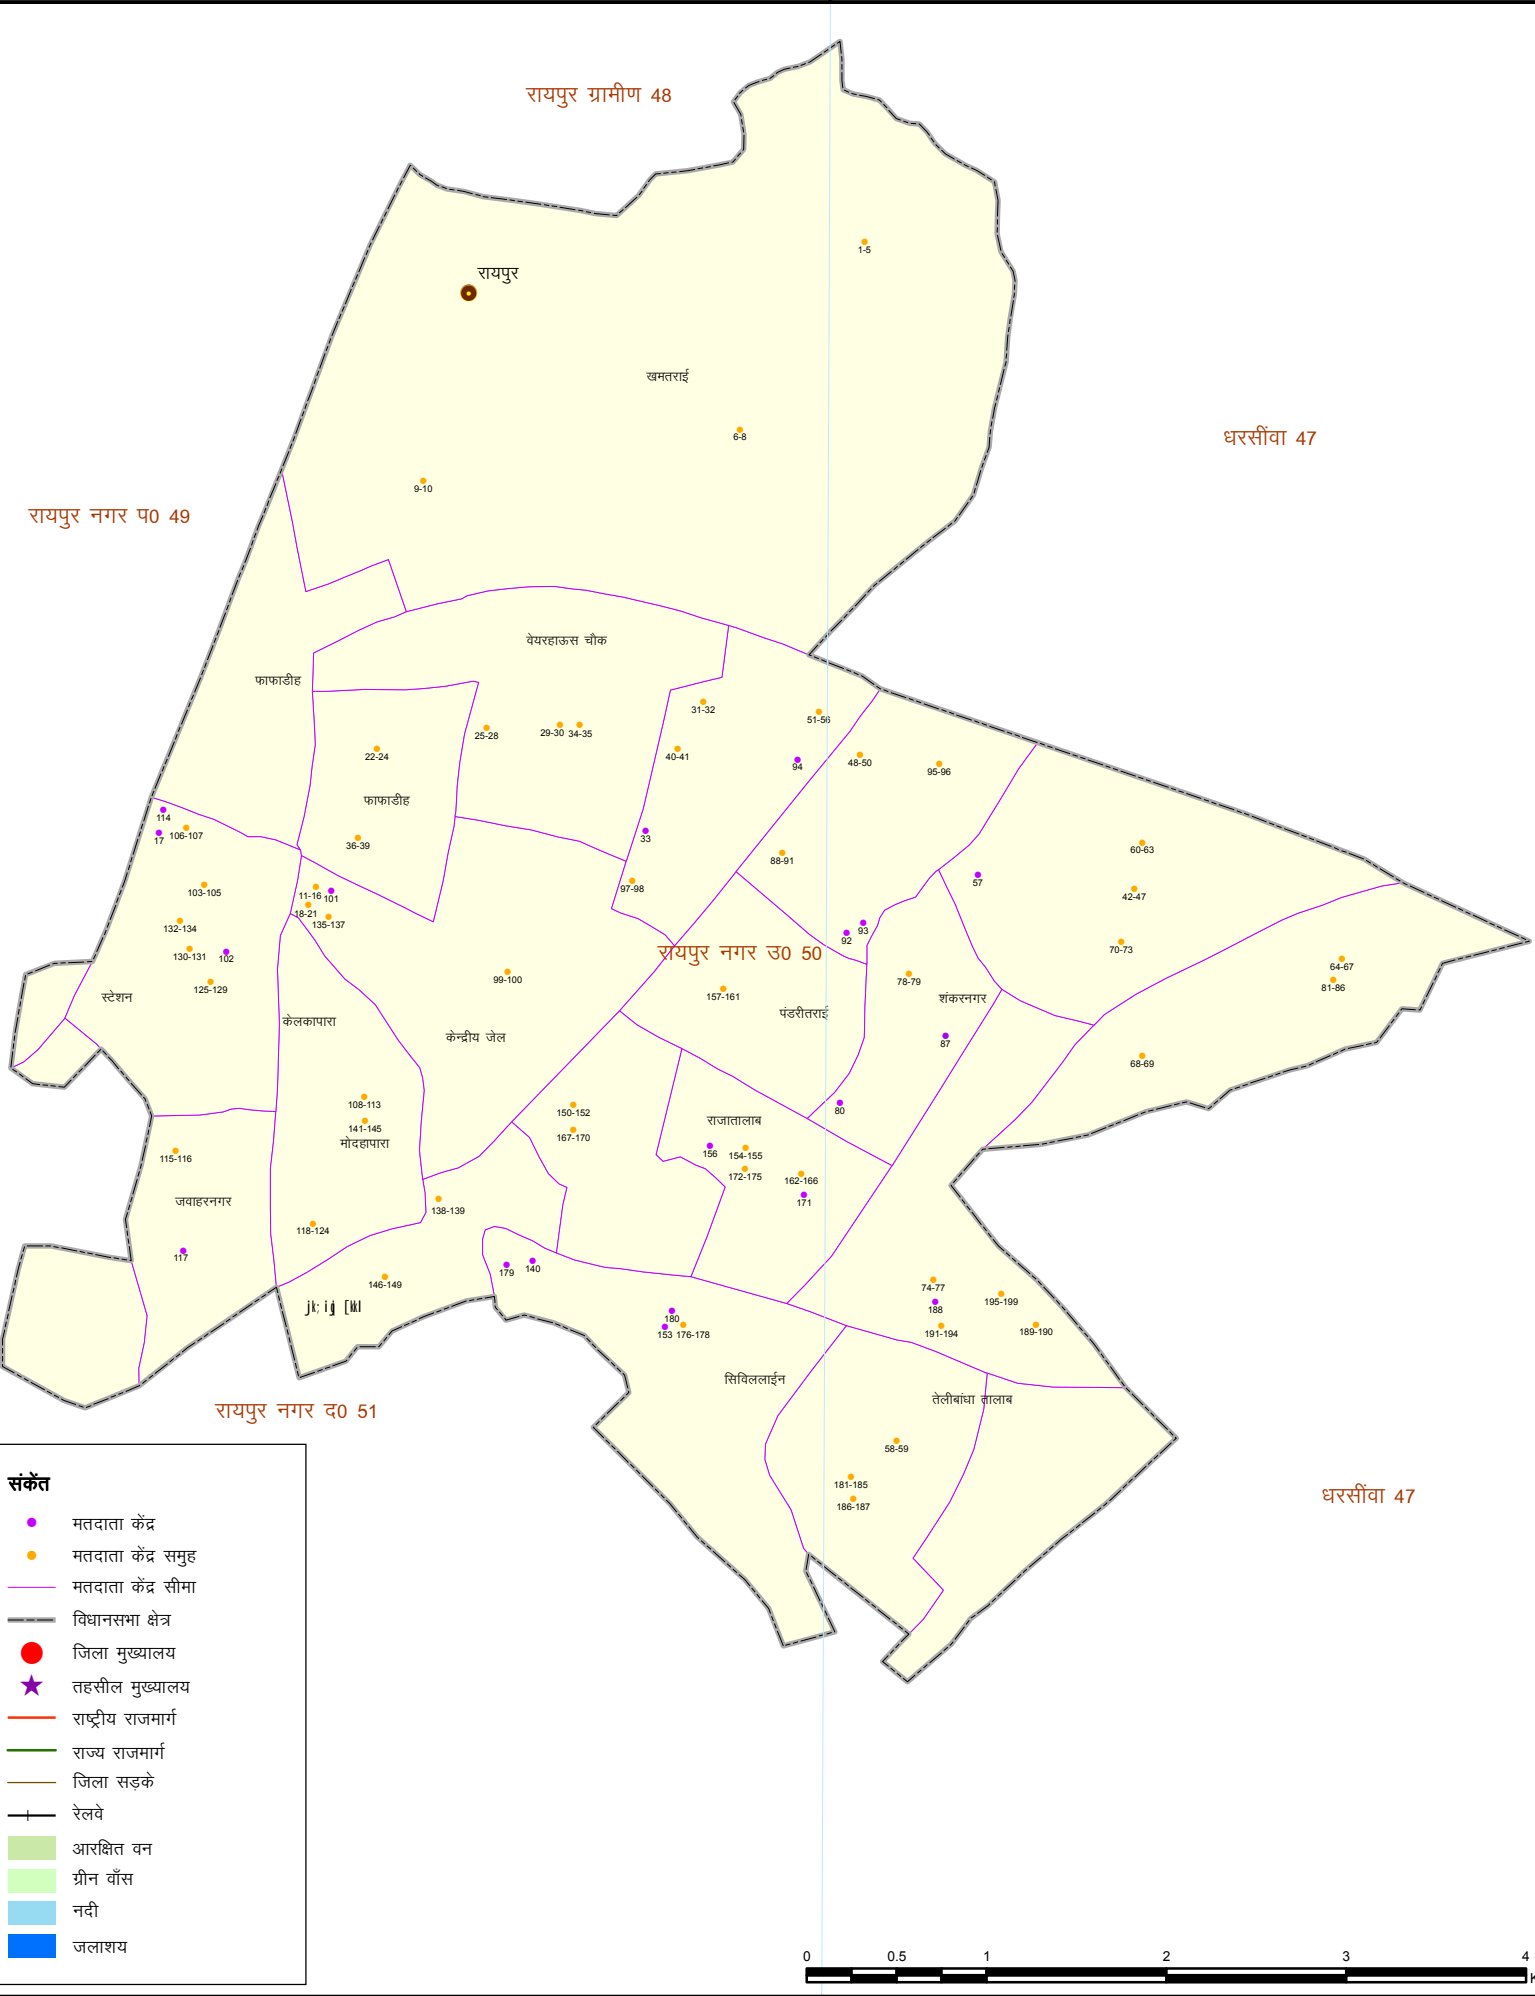 रायपुर ग्रामीण 48
1-5
रायपुर
खमतराई
6-8
धरसींवा 47
9-10
रायपुर नगर प0 49
वेयरहाऊस चौक
फाफाडीह
31-32
51-56
25-28
29-30
34-35
22-24
40-41
94
48-50
95-96
फाफाडीह
114
17
106-107
36-39
33
88-91
60-63
57
42-47
97-98
103-105
11-16
101
18-21
135-137
132-134
93
92
130-131
102
रायपुर नगर उ0 50
70-73
64-67
81-86
125-129
99-100
157-161
78-79
स्टेशन
शंकरनगर
पंडरीतराई
केलकापारा
केन्द्रीय जेल
87
68-69
108-113
150-152
80
141-145
राजातालाब
167-170
मोदहापारा
156
154-155
115-116
172-175
162-166
171
जवाहरनगर
138-139
118-124
117
179
140
146-149
74-77
195-199
188
191-194
189-190
180
153
176-178
सिविललाईन
तेलीबांधा तालाब
रायपुर नगर द0 51
58-59
181-185
186-187
धरसींवा 47
संकेंत
मतदाता केंद्र
मतदाता केंद्र समुह
मतदाता केंद्र सीमा
विधानसभा क्षेत्र
जिला मुख्यालय
तहसील मुख्यालय
राष्ट्रीय राजमार्ग
राज्य राजमार्ग
जिला सड़के
रेलवे
आरक्षित वन
ग्रीन वॉस
नदी
जलाशय
0 0.5 1 2 3 4